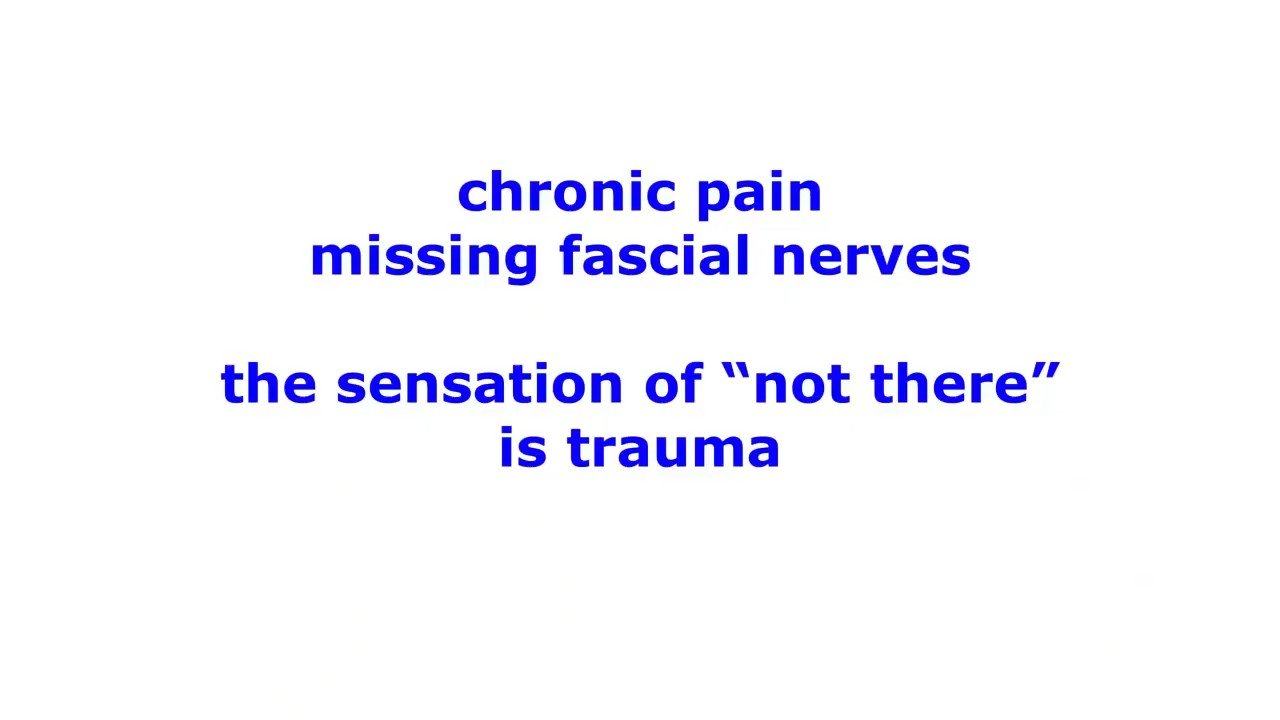 chronic pain
missing fascial nerves
the sensation of “not there”
is trauma